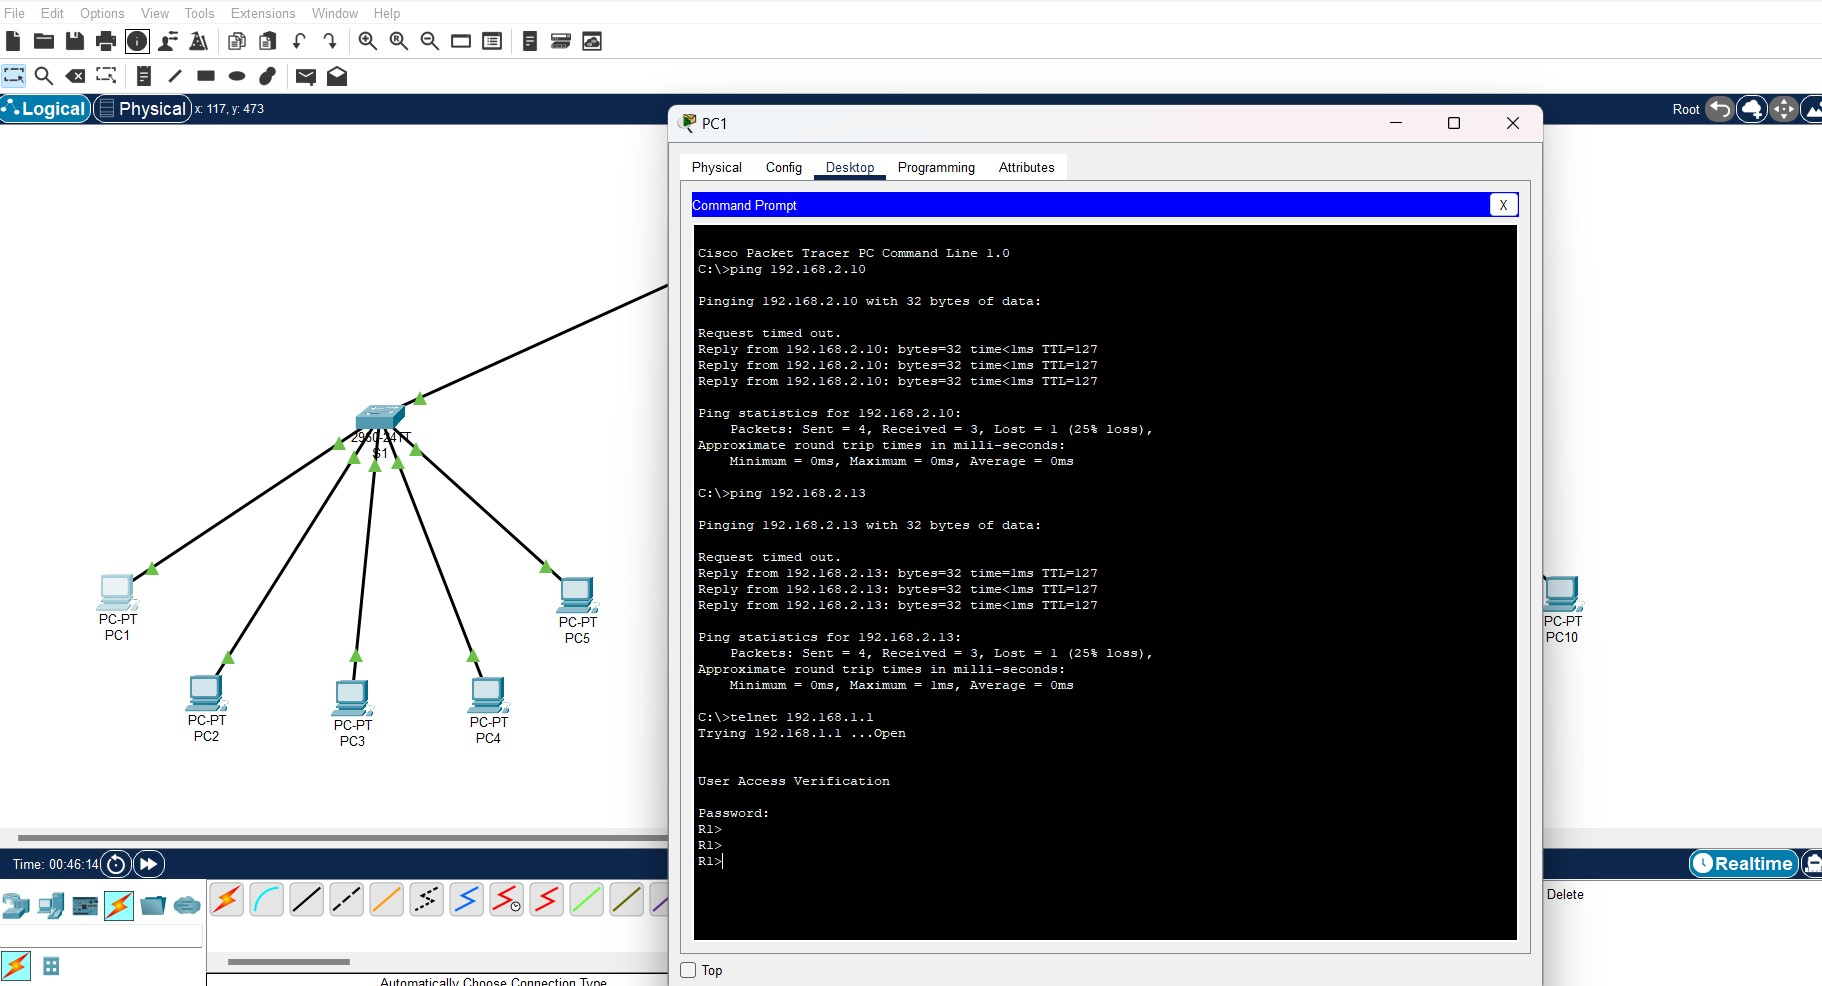 File Edit Options View Tools Extensions Window Help
Logical Physical x: 117, y: 473
Root
PC1
Physical Config Desktop Programming Attributes
Command Prompt
X
Cisco Packet Tracer PC Command Line 1.0
C:\>ping 192.168.2.10
Pinging 192.168.2.10 with 32 bytes of data:
Request timed out.
Reply from 192.168.2.10: bytes=32 time<1ms TTL=127
Reply from 192.168.2.10: bytes=32 time<1ms TTL=127
Reply from 192.168.2.10: bytes=32 time<1ms TTL=127
Ping statistics for 192.168.2.10:
Packets: Sent = 4, Received = 3, Lost = 1 (25% loss),
Approximate round trip times in milli-seconds:
Minimum = 0ms, Maximum = 0ms, Average = 0ms
C:\>ping 192.168.2.13
Pinging 192.168.2.13 with 32 bytes of data:
Request timed out.
Reply from 192.168.2.13: bytes=32 time=1ms TTL=127
Reply from 192.168.2.13: bytes=32 time<1ms TTL=127
Reply from 192.168.2.13: bytes=32 time<1ms TTL=127
Ping statistics for 192.168.2.13:
Packets: Sent = 4, Received = 3, Lost = 1 (25% loss),
Approximate round trip times in milli-seconds:
Minimum = 0ms, Maximum = 1ms, Average = 0ms
C:\>telnet 192.168.1.1
Trying 192.168.1.1 ...Open
User Access Verification
Password:
R1>
R1>
R1>
Top
2960-24TT
S1
PC-PT
PC1
PC-PT
PC2
PC-PT
PC3
PC-PT
PC4
PC-PT
PC5
PC-PT
PC10
Time: 00:46:14
Realtime
Delete
Automatically Choose Connection Type